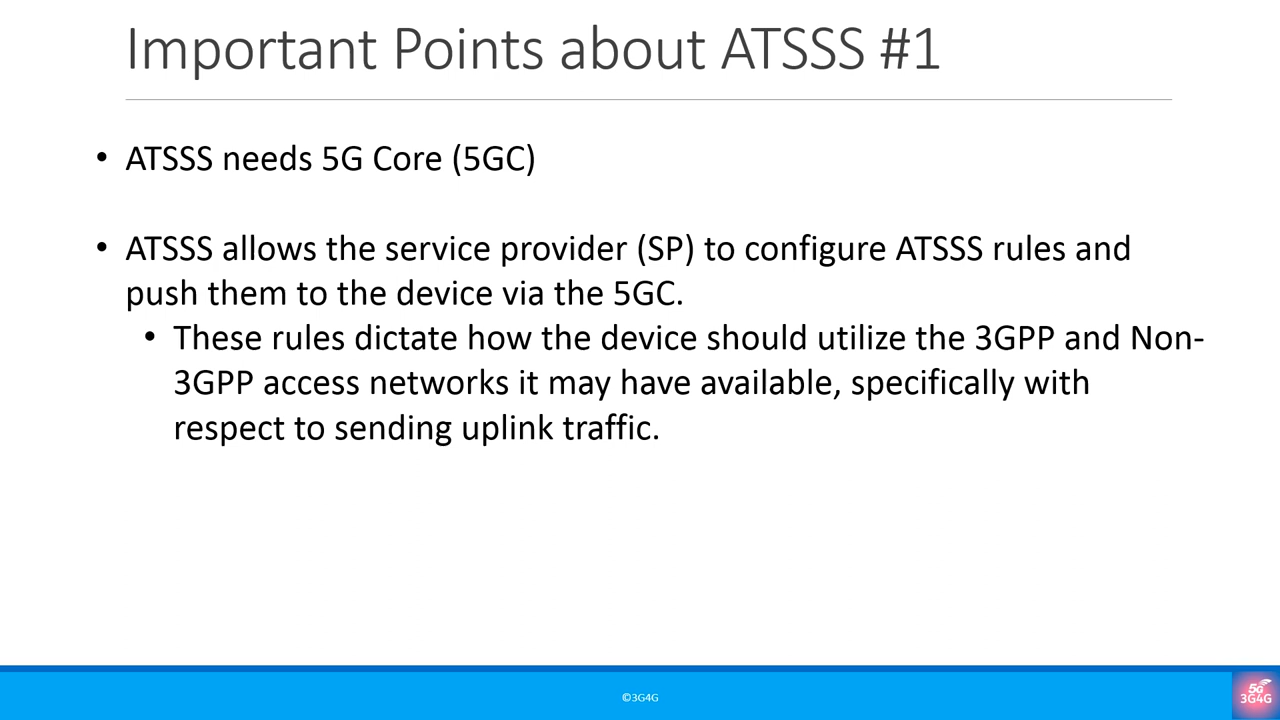 Important Points about ATSSS #1
• ATSSS needs 5G Core (5GC)
• ATSSS allows the service provider (SP) to configure ATSSS rules and
push them to the device via the 5GC.
• These rules dictate how the device should utilize the 3GPP and Non-
3GPP access networks it may have available, specifically with
respect to sending uplink traffic.
©3G4G
5G
3G4G